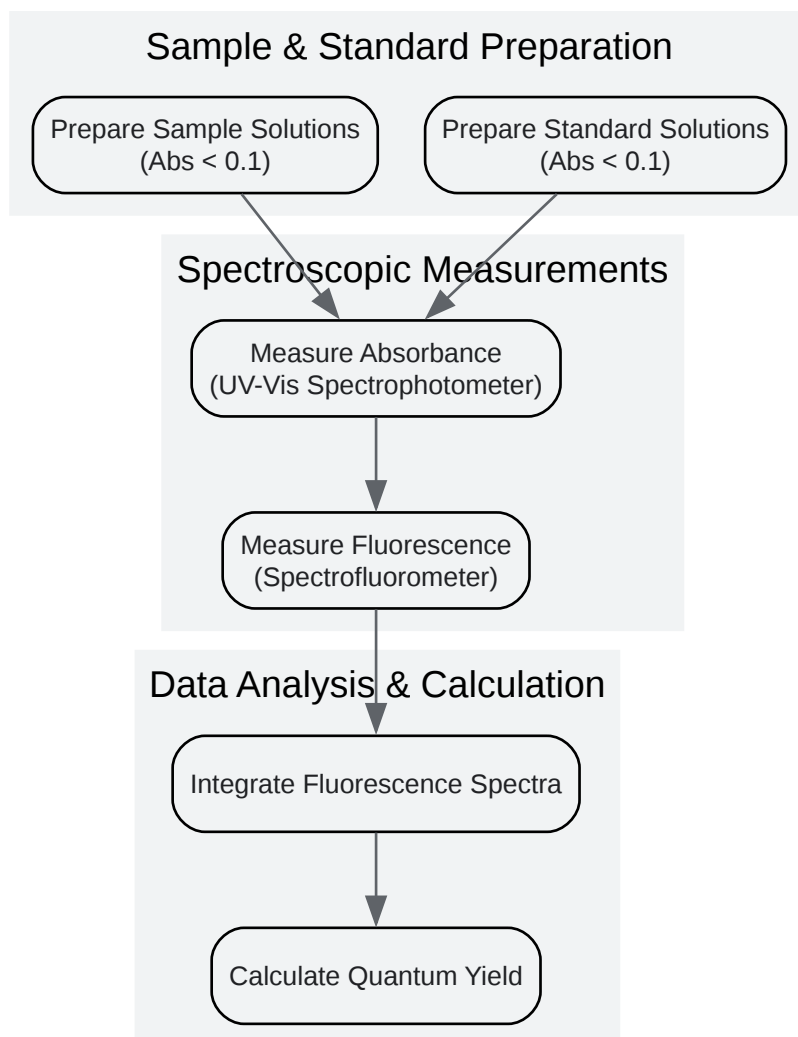 Sample & Standard Preparation
Prepare Sample Solutions
(Abs < 0.1)
Prepare Standard Solutions
(Abs < 0.1)
Spectroscopic Measurements
Measure Absorbance
(UV-Vis Spectrophotometer)
Measure Fluorescence
(Spectrofluorometer)
Data Analysis & Calculation
Integrate Fluorescence Spectra
Calculate Quantum Yield